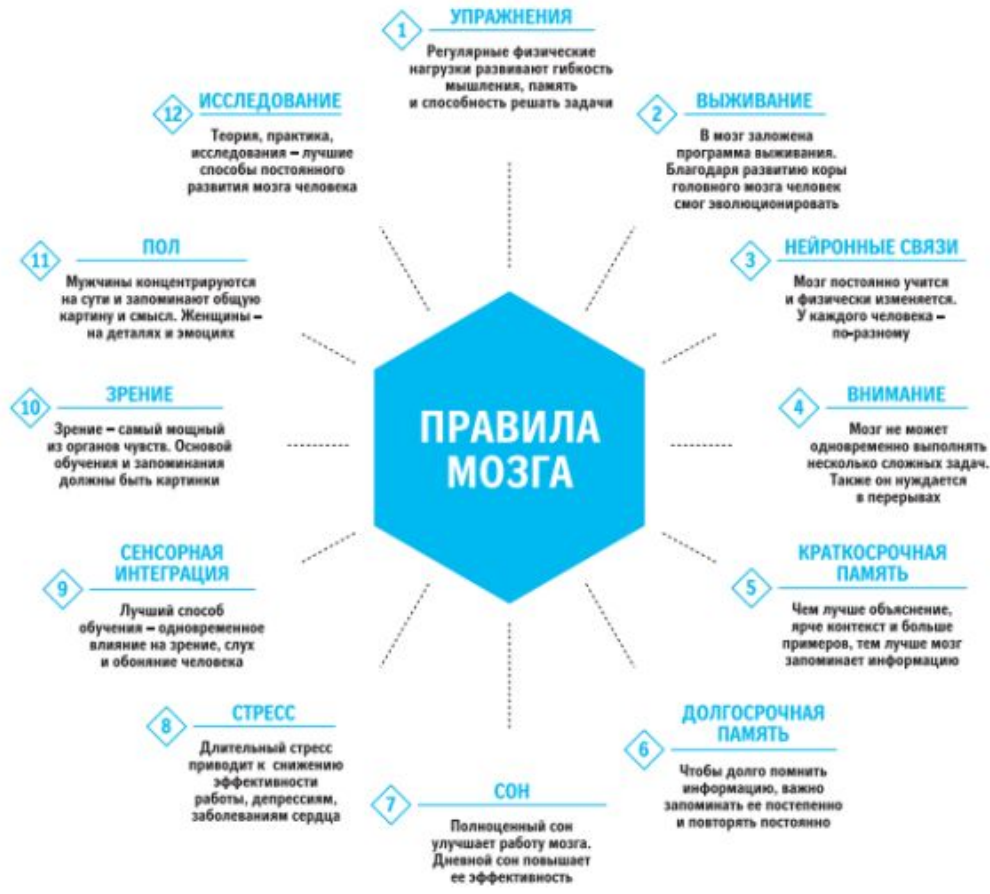 1
УПРАЖНЕНИЯ
Регулярные физические
нагрузки развивают гибкость
мышления, память
и способность решать задачи
2
ВЫЖИВАНИЕ
В мозг заложена
программа выживания.
Благодаря развитию коры
головного мозга человек
смог эволюционировать
3
НЕЙРОННЫЕ СВЯЗИ
Мозг постоянно учится
и физически изменяется.
У каждого человека –
по-разному
4
ВНИМАНИЕ
Мозг не может
одновременно выполнять
несколько сложных задач.
Также он нуждается
в перерывах
5
КРАТКОСРОЧНАЯ
ПАМЯТЬ
Чем лучше объяснение,
ярче контекст и больше
примеров, тем лучше мозг
запоминает информацию
6
ДОЛГОСРОЧНАЯ
ПАМЯТЬ
Чтобы долго помнить
информацию, важно
запоминать ее постепенно
и повторять постоянно
7
СОН
Полноценный сон
улучшает работу мозга.
Дневной сон повышает
ее эффективность
8
СТРЕСС
Длительный стресс
приводит к снижению
эффективности
работы, депрессиям,
заболеваниям сердца
9
СЕНСОРНАЯ
ИНТЕГРАЦИЯ
Лучший способ
обучения – одновременное
влияние на зрение, слух
и обоняние человека
10
ЗРЕНИЕ
Зрение – самый мощный
из органов чувств. Основой
обучения и запоминания
должны быть картинки
11
ПОЛ
Мужчины концентрируются
на сути и запоминают общую
картину и смысл. Женщины –
на деталях и эмоциях
12
ИССЛЕДОВАНИЕ
Теория, практика,
исследования – лучшие
способы постоянного
развития мозга человека
ПРАВИЛА
МОЗГА